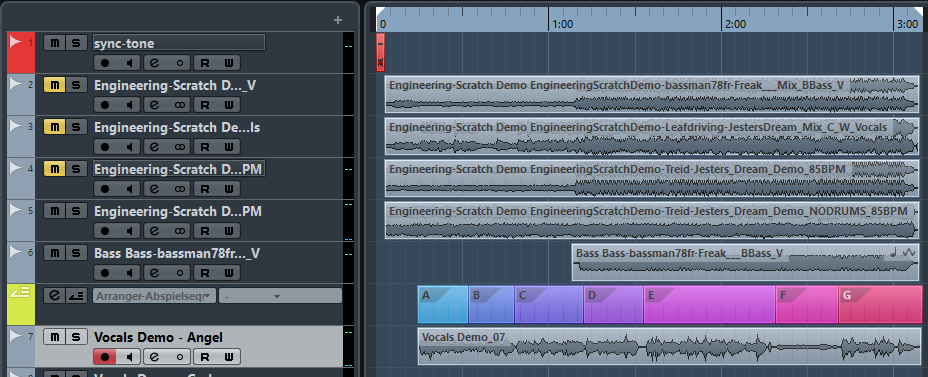 +
0 1:00 2:00 3:00
1 M S sync-tone
e R W
2 M S Engineering-Scratch D..._V
e R W
Engineering-Scratch Demo EngineeringScratchDemo-bassman78fr-Freak___Mix_BBass_V
3 M S Engineering-Scratch De...ls
e R W
Engineering-Scratch Demo EngineeringScratchDemo-Leafdriving-JestersDream_Mix_C_W_Vocals
4 M S Engineering-Scratch D...PM
e R W
Engineering-Scratch Demo EngineeringScratchDemo-Treid-Jesters_Dream_Demo_85BPM
5 M S Engineering-Scratch D...PM
e R W
Engineering-Scratch Demo EngineeringScratchDemo-Treid-Jesters_Dream_Demo_NODRUMS_85BPM
6 M S Bass Bass-bassman78fr..._V
e R W
Bass Bass-bassman78fr-Freak___BBass_V
e Arranger-Abspielseq -
A B C D E F G
7 M S Vocals Demo - Angel
e R W
Vocals Demo_07